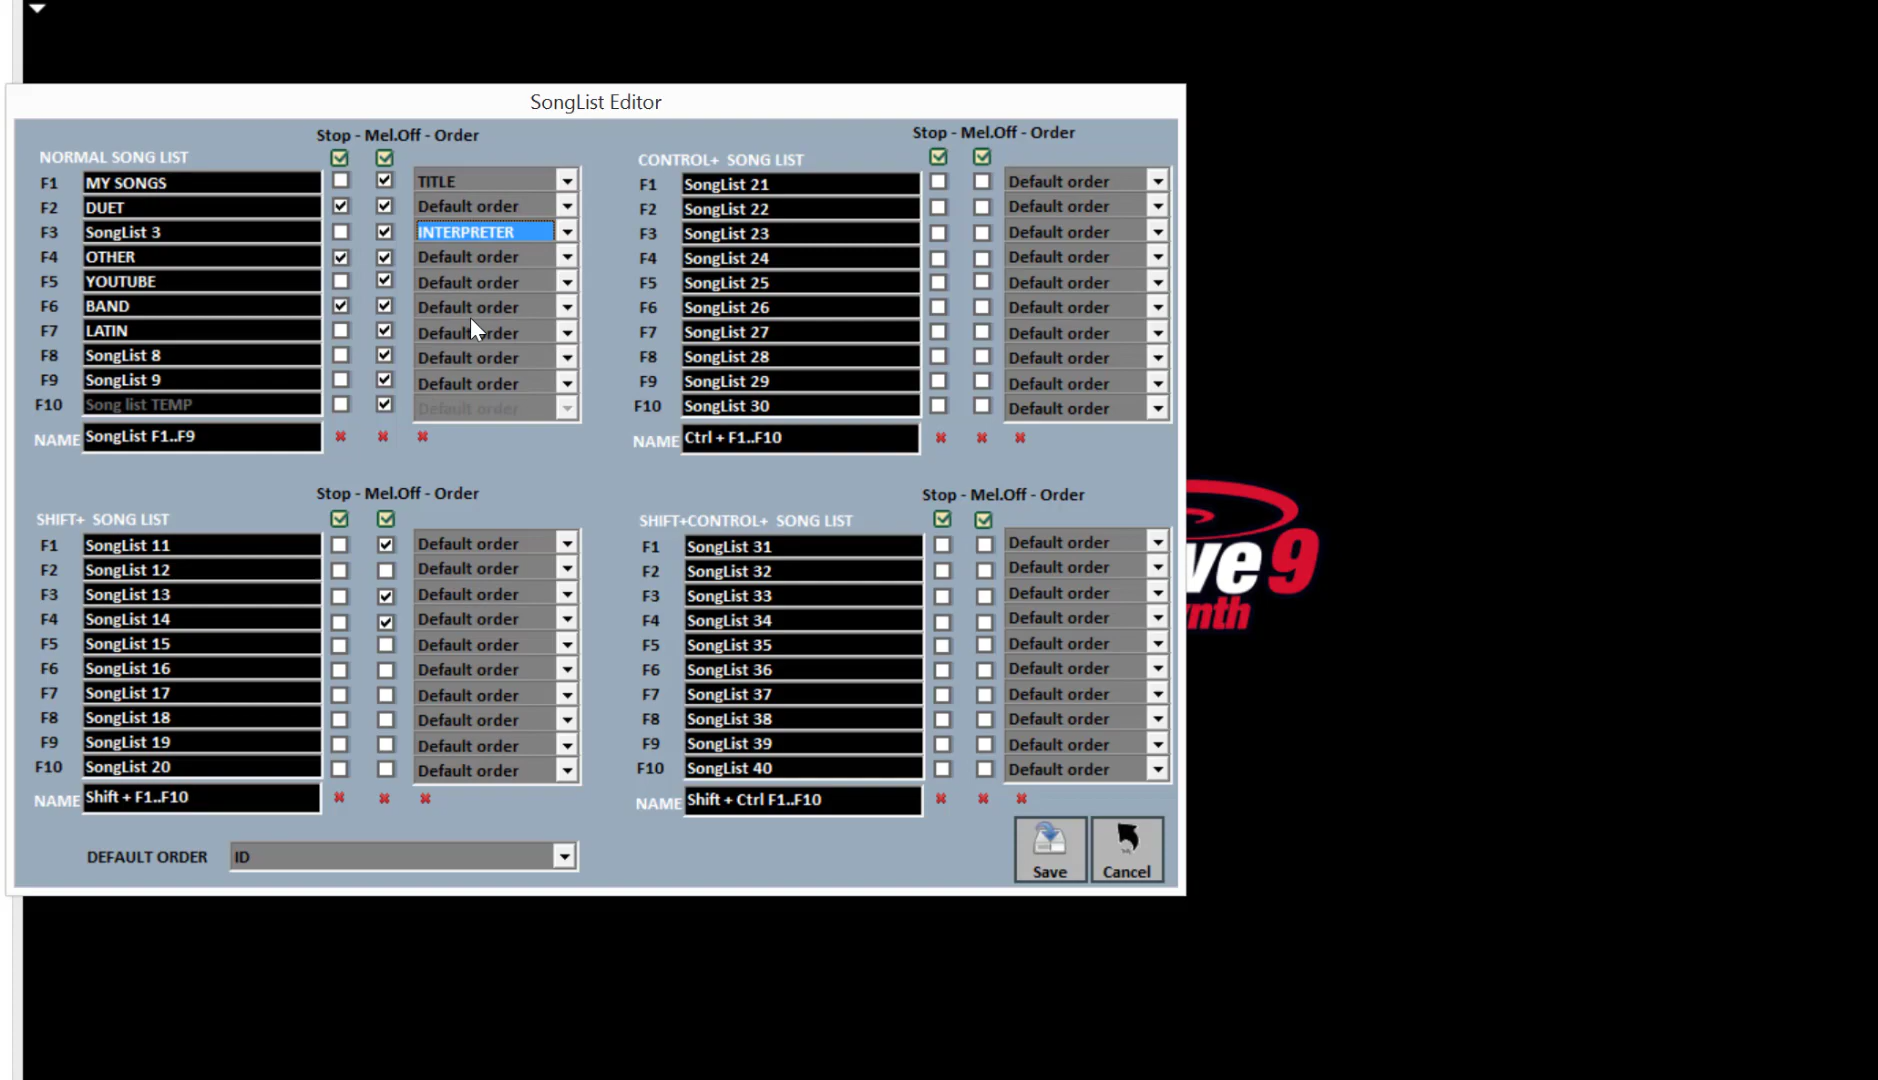 SongList Editor
Stop - Mel.Off - Order
NORMAL SONG LIST
F1 MY SONGS TITLE
F2 DUET Default order
F3 SongList 3 INTERPRETER
F4 OTHER Default order
F5 YOUTUBE Default order
F6 BAND Default order
F7 LATIN Default order
F8 SongList 8 Default order
F9 SongList 9 Default order
F10 Song list TEMP Default order
NAME SongList F1..F9
Stop - Mel.Off - Order
CONTROL+ SONG LIST
F1 SongList 21 Default order
F2 SongList 22 Default order
F3 SongList 23 Default order
F4 SongList 24 Default order
F5 SongList 25 Default order
F6 SongList 26 Default order
F7 SongList 27 Default order
F8 SongList 28 Default order
F9 SongList 29 Default order
F10 SongList 30 Default order
NAME Ctrl + F1..F10
Stop - Mel.Off - Order
SHIFT+ SONG LIST
F1 SongList 11 Default order
F2 SongList 12 Default order
F3 SongList 13 Default order
F4 SongList 14 Default order
F5 SongList 15 Default order
F6 SongList 16 Default order
F7 SongList 17 Default order
F8 SongList 18 Default order
F9 SongList 19 Default order
F10 SongList 20 Default order
NAME Shift + F1..F10
Stop - Mel.Off - Order
SHIFT+CONTROL+ SONG LIST
F1 SongList 31 Default order
F2 SongList 32 Default order
F3 SongList 33 Default order
F4 SongList 34 Default order
F5 SongList 35 Default order
F6 SongList 36 Default order
F7 SongList 37 Default order
F8 SongList 38 Default order
F9 SongList 39 Default order
F10 SongList 40 Default order
NAME Shift + Ctrl F1..F10
DEFAULT ORDER ID
Save Cancel
ve 9
nth